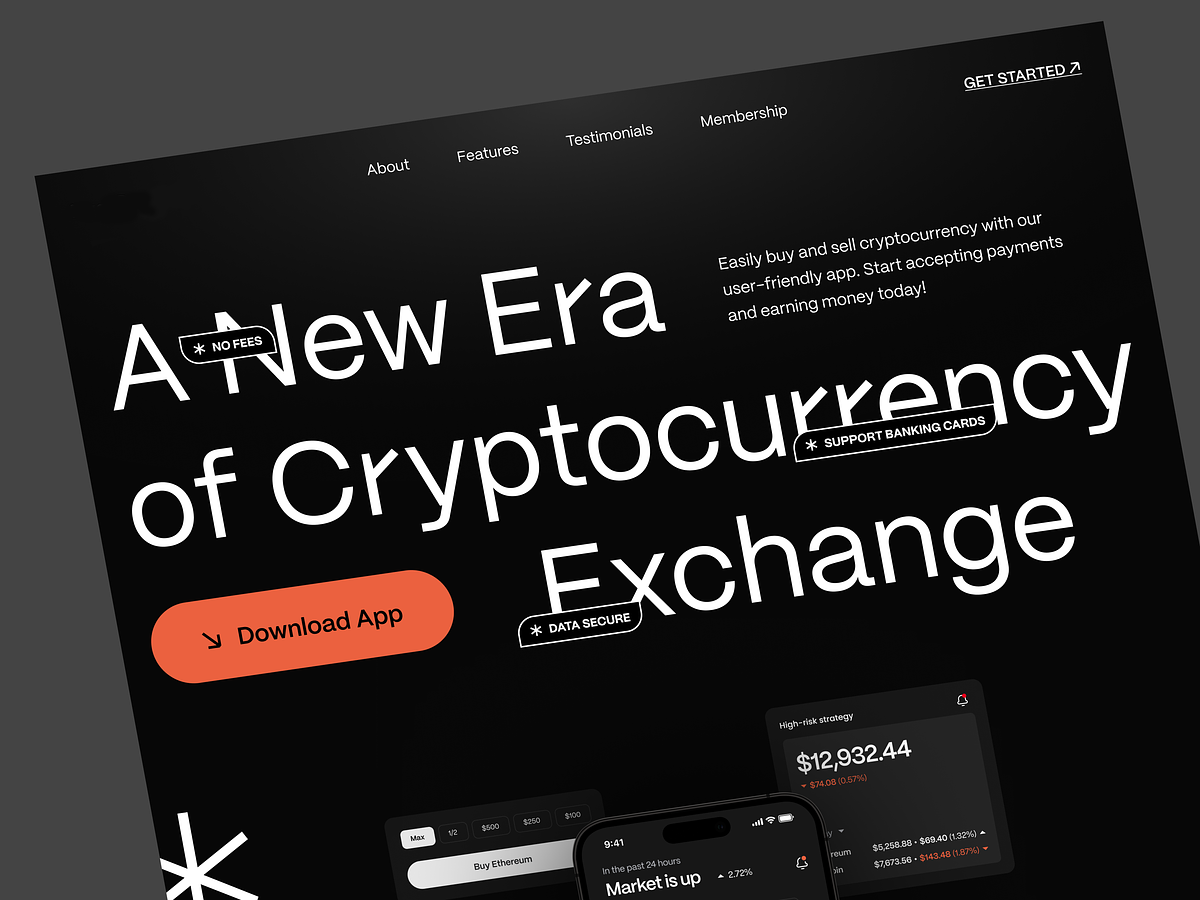 About
Features
Testimonials
Membership
GET STARTED
Easily buy and sell cryptocurrency with our
user-friendly app. Start accepting payments
and earning money today!
A New Era
NO FEES
of Cryptocurrency
SUPPORT BANKING CARDS
Exchange
DATA SECURE
Download App
High-risk strategy
$12,932.44
$74.08 (0.57%)
$5,258.88 • $69.40 (1.32%)
$7,673.56 • $143.48 (1.87%)
Max
1/2
$500
$250
$100
Buy Ethereum
9:41
In the past 24 hours
Market is up
2.72%